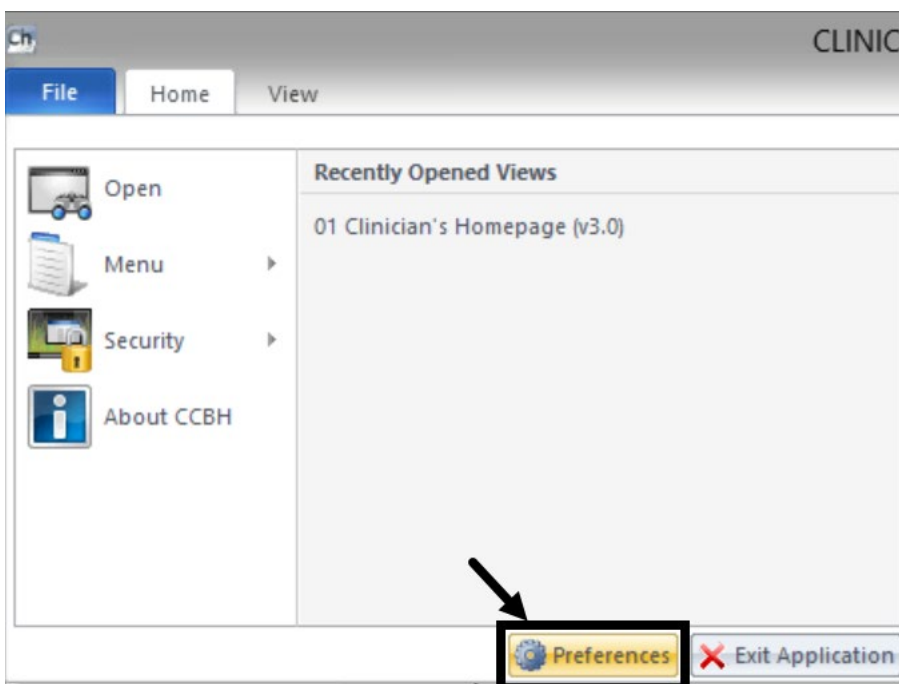 Ch
CLINIC
File Home View
Open
Menu
Security
About CCBH
Recently Opened Views
01 Clinician's Homepage (v3.0)
Preferences Exit Application